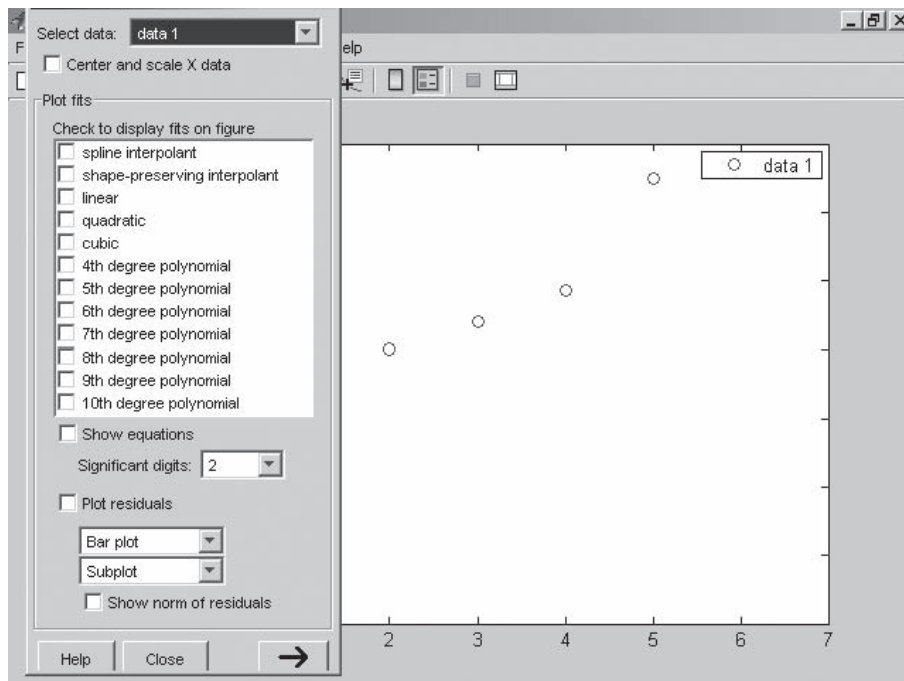 Select data: data 1
F
elp
Center and scale X data
Plot fits
Check to display fits on figure
spline interpolant
shape-preserving interpolant
linear
quadratic
cubic
4th degree polynomial
5th degree polynomial
6th degree polynomial
7th degree polynomial
8th degree polynomial
9th degree polynomial
10th degree polynomial
Show equations
Significant digits: 2
Plot residuals
Bar plot
Subplot
Show norm of residuals
Help Close
data 1
2 3 4 5 6 7